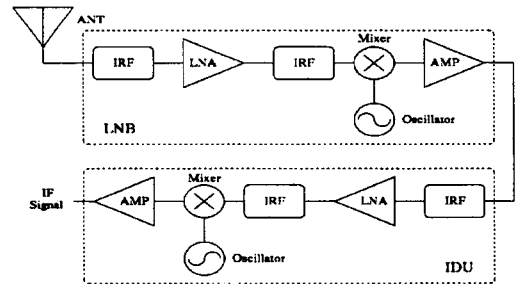 ANT
IRF
LNA
IRF
Mixer
AMP
Oscillator
LNB
IF
Signal
AMP
Mixer
IRF
LNA
IRF
Oscillator
IDU